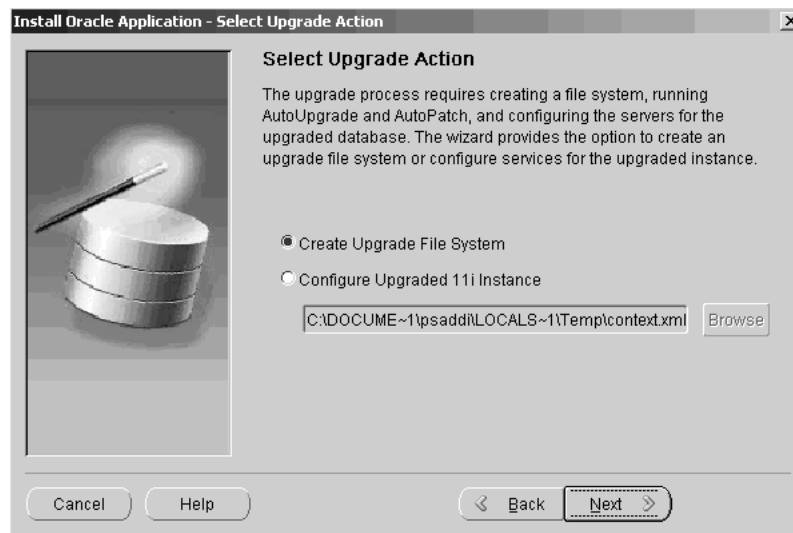 Install Oracle Application - Select Upgrade Action
Select Upgrade Action
The upgrade process requires creating a file system, running
AutoUpgrade and AutoPatch, and configuring the servers for the
upgraded database. The wizard provides the option to create an
upgrade file system or configure services for the upgraded instance.
Create Upgrade File System
Configure Upgraded 11i Instance
C:\DOCUME~1\psaddi\LOCALS~1\Temp\context.xml
Browse
Cancel
Help
Back
Next